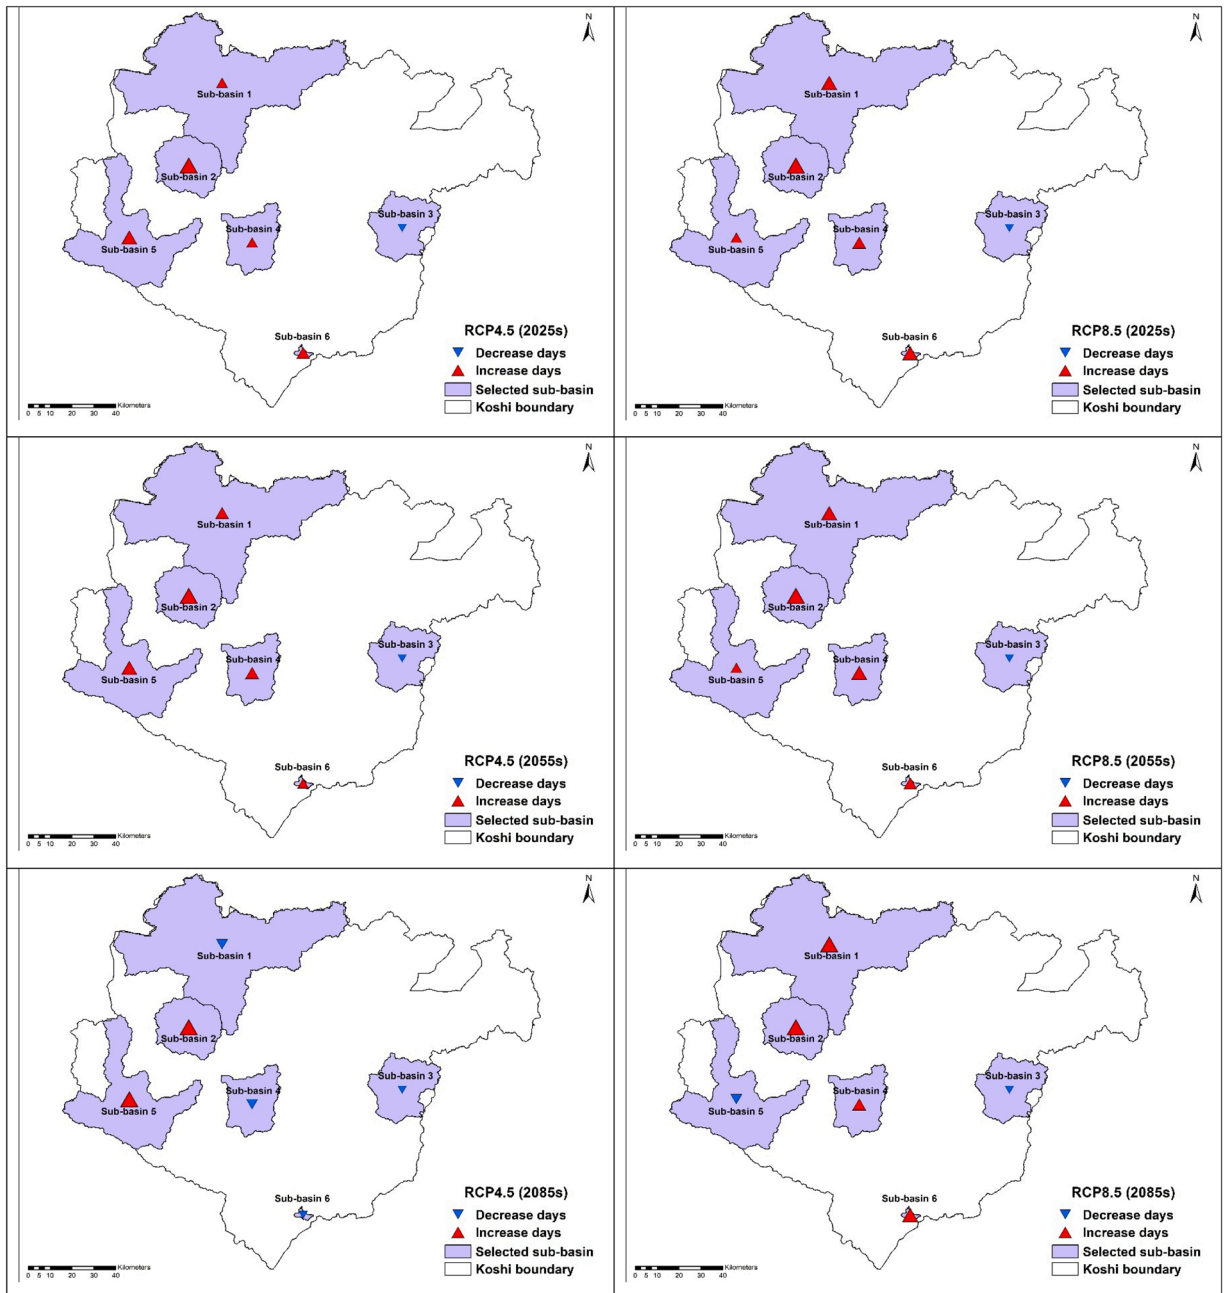 N
Sub-basin 1
Sub-basin 2
Sub-basin 3
Sub-basin 4
Sub-basin 5
Sub-basin 6
RCP4.5 (2025s)
Decrease days
Increase days
Selected sub-basin
Koshi boundary
Kilometers
0 5 10 20 30 40
N
Sub-basin 1
Sub-basin 2
Sub-basin 3
Sub-basin 4
Sub-basin 5
Sub-basin 6
RCP8.5 (2025s)
Decrease days
Increase days
Selected sub-basin
Koshi boundary
Kilometers
0 5 10 20 30 40
N
Sub-basin 1
Sub-basin 2
Sub-basin 3
Sub-basin 4
Sub-basin 5
Sub-basin 6
RCP4.5 (2055s)
Decrease days
Increase days
Selected sub-basin
Koshi boundary
Kilometers
0 5 10 20 30 40
N
Sub-basin 1
Sub-basin 2
Sub-basin 3
Sub-basin 4
Sub-basin 5
Sub-basin 6
RCP8.5 (2055s)
Decrease days
Increase days
Selected sub-basin
Koshi boundary
Kilometers
0 5 10 20 30 40
N
Sub-basin 1
Sub-basin 2
Sub-basin 3
Sub-basin 4
Sub-basin 5
Sub-basin 6
RCP4.5 (2085s)
Decrease days
Increase days
Selected sub-basin
Koshi boundary
Kilometers
0 5 10 20 30 40
N
Sub-basin 1
Sub-basin 2
Sub-basin 3
Sub-basin 4
Sub-basin 5
Sub-basin 6
RCP8.5 (2085s)
Decrease days
Increase days
Selected sub-basin
Koshi boundary
Kilometers
0 5 10 20 30 40